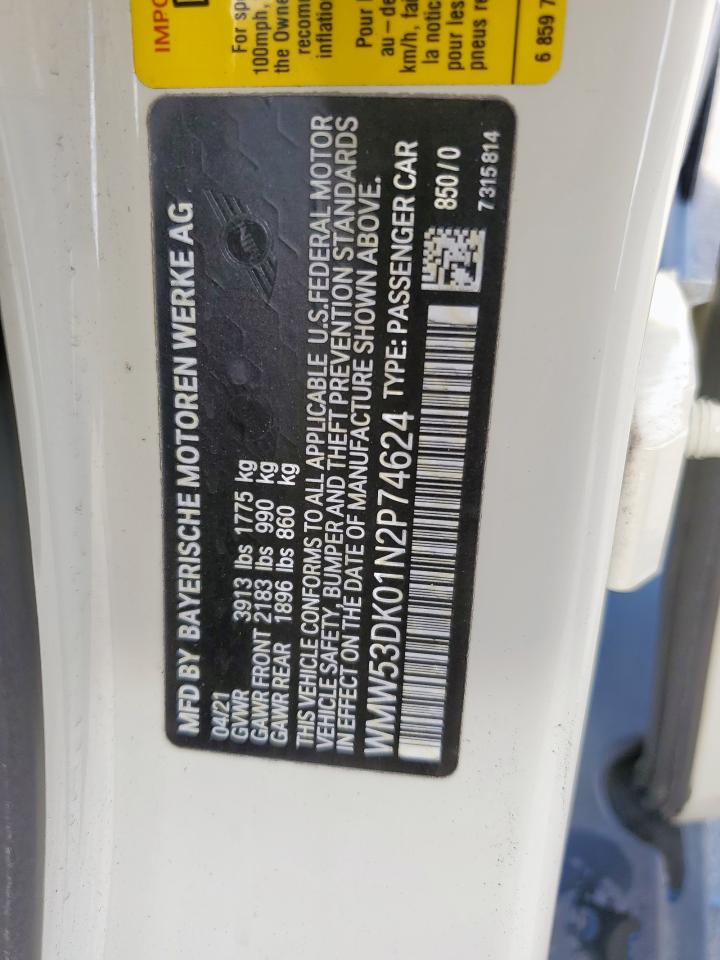 IMPO
For sp
100mph,
the Owne
recomm
inflatio
Pour l
au-de
km/h, fai
la notic
pour les
pneus re
6 859 7
MFD BY BAYERISCHE MOTOREN WERKE AG
04/21
GVWR 3913 lbs 1775 kg
GAWR FRONT 2183 lbs 990 kg
GAWR REAR 1896 lbs 860 kg
THIS VEHICLE CONFORMS TO ALL APPLICABLE U.S.FEDERAL MOTOR
VEHICLE SAFETY, BUMPER AND THEFT PREVENTION STANDARDS
IN EFFECT ON THE DATE OF MANUFACTURE SHOWN ABOVE.
WMW53DK01N2P74624 TYPE: PASSENGER CAR
850/0
7 315 814